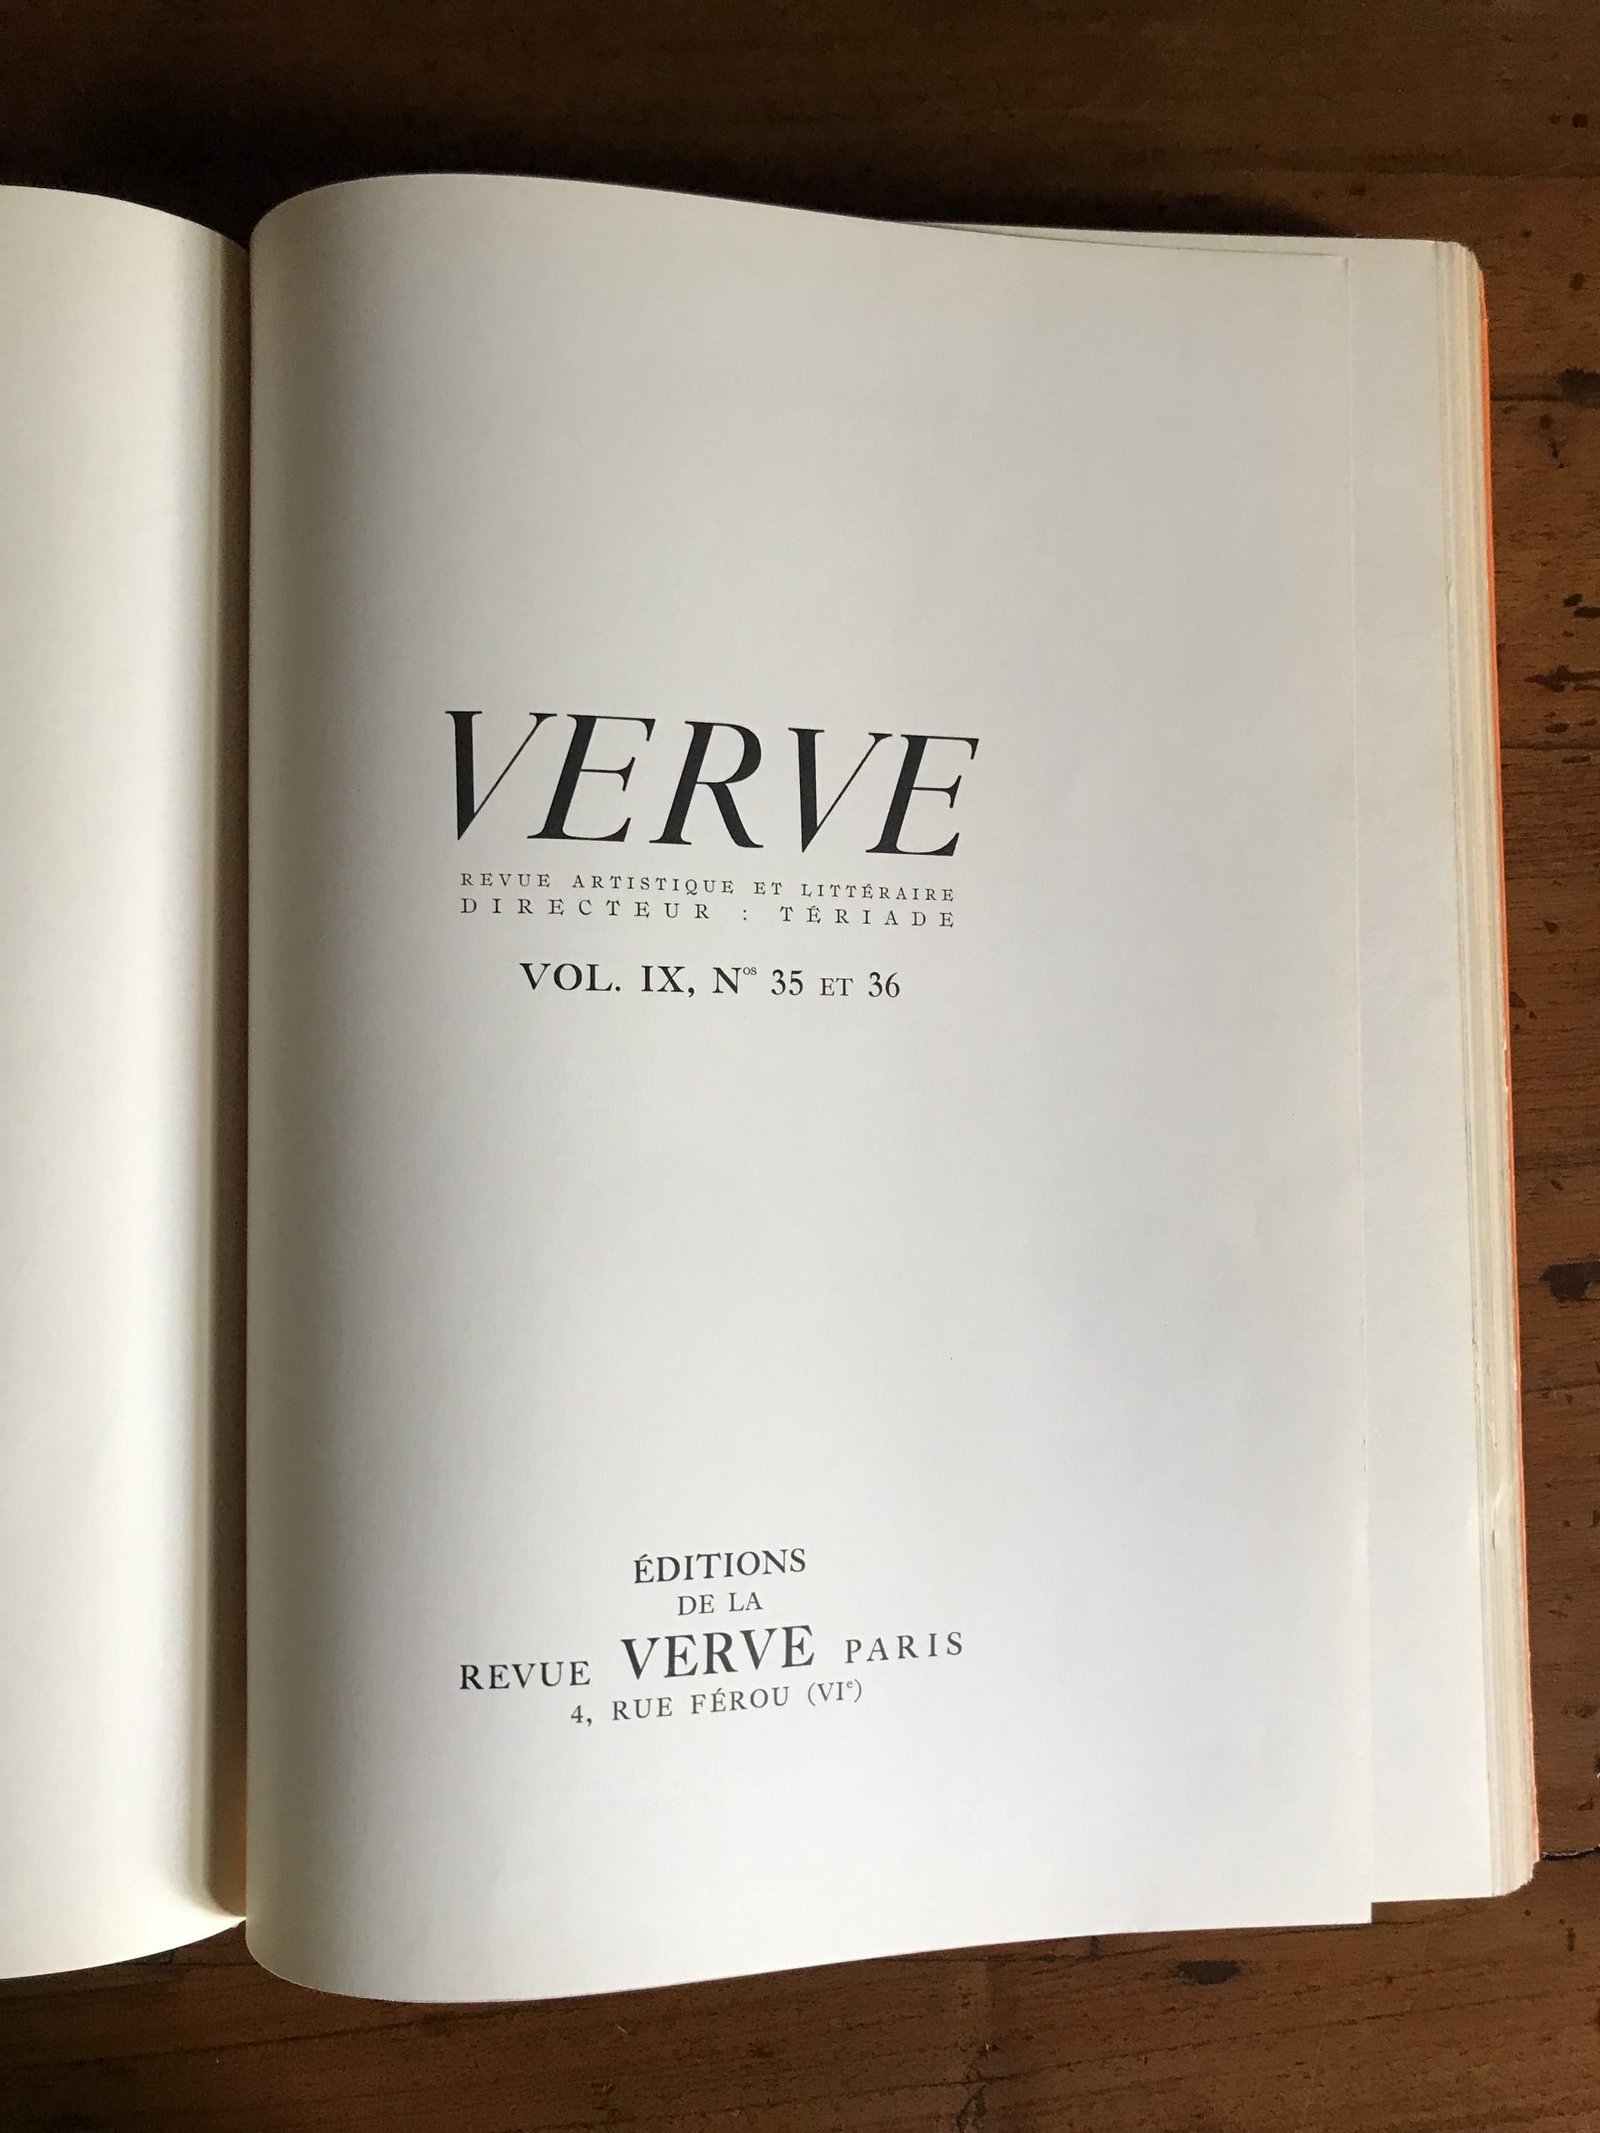 VERVE
REVUE ARTISTIQUE ET LITTÉRAIRE
DIRECTEUR : TÉRIADE
VOL. IX, Nos 35 ET 36
ÉDITIONS
DE LA
REVUE VERVE PARIS
4, RUE FÉROU (VIe)